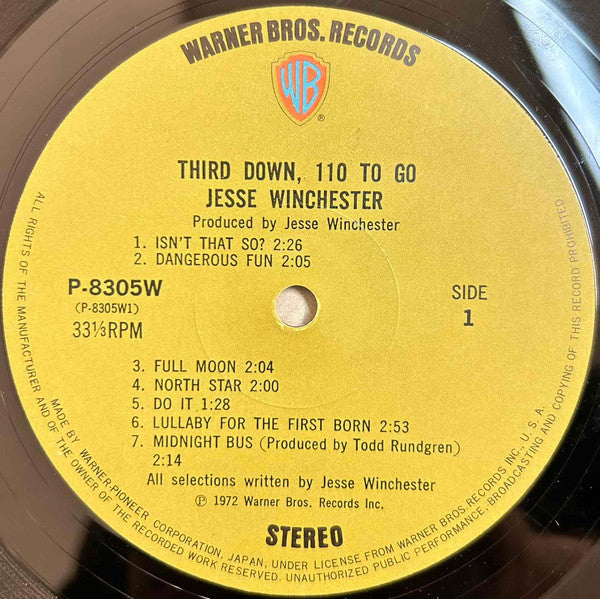 WARNER BROS. RECORDS
WB
®
THIRD DOWN, 110 TO GO
JESSE WINCHESTER
Produced by Jesse Winchester
1. ISN'T THAT SO? 2:26
2. DANGEROUS FUN 2:05
P-8305W
(P-8305W1)
33⅓RPM
SIDE
1
3. FULL MOON 2:04
4. NORTH STAR 2:00
5. DO IT 1:28
6. LULLABY FOR THE FIRST BORN 2:53
7. MIDNIGHT BUS (Produced by Todd Rundgren)
2:14
All selections written by Jesse Winchester
℗ 1972 Warner Bros. Records Inc.
STEREO
MADE BY WARNER-PIONEER CORPORATION, JAPAN, UNDER LICENSE FROM WARNER BROS. RECORDS INC., U.S.A.
ALL RIGHTS OF THE MANUFACTURER AND OF THE OWNER OF THE RECORDED WORK RESERVED. UNAUTHORIZED PUBLIC PERFORMANCE, BROADCASTING AND COPYING OF THIS RECORD PROHIBITED.